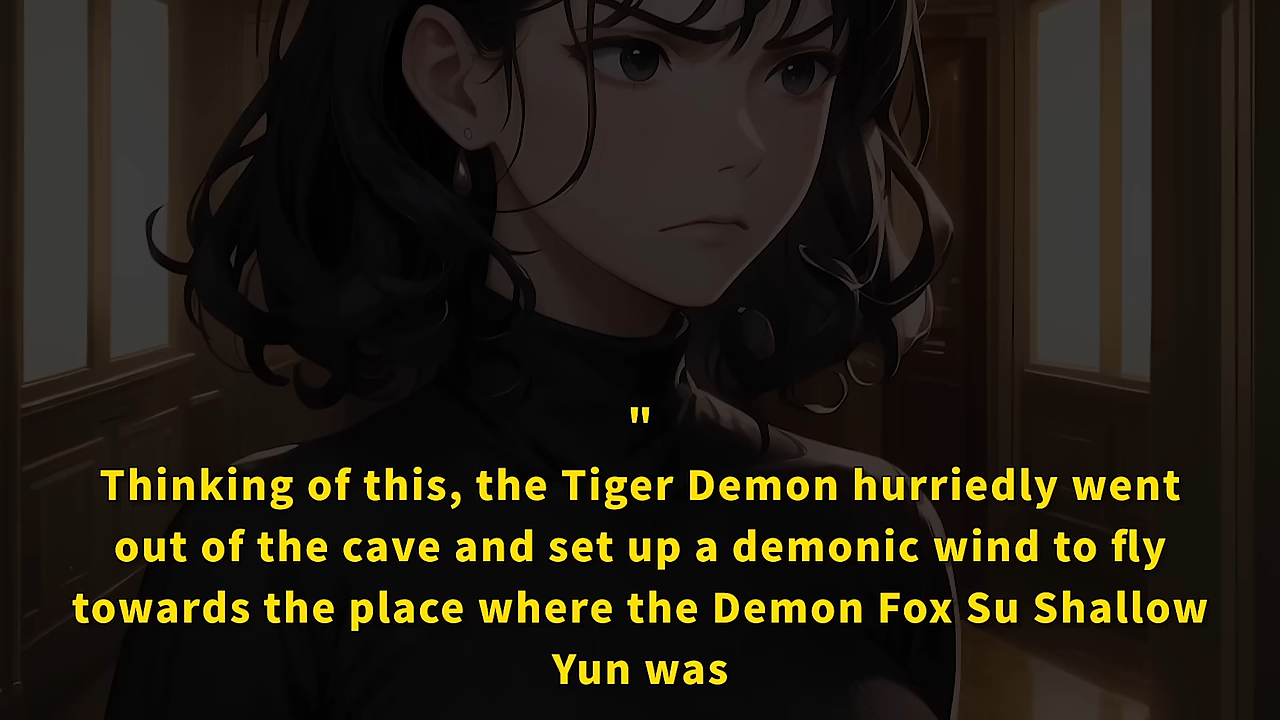 "
Thinking of this, the Tiger Demon hurriedly went
out of the cave and set up a demonic wind to fly
towards the place where the Demon Fox Su Shallow
Yun was